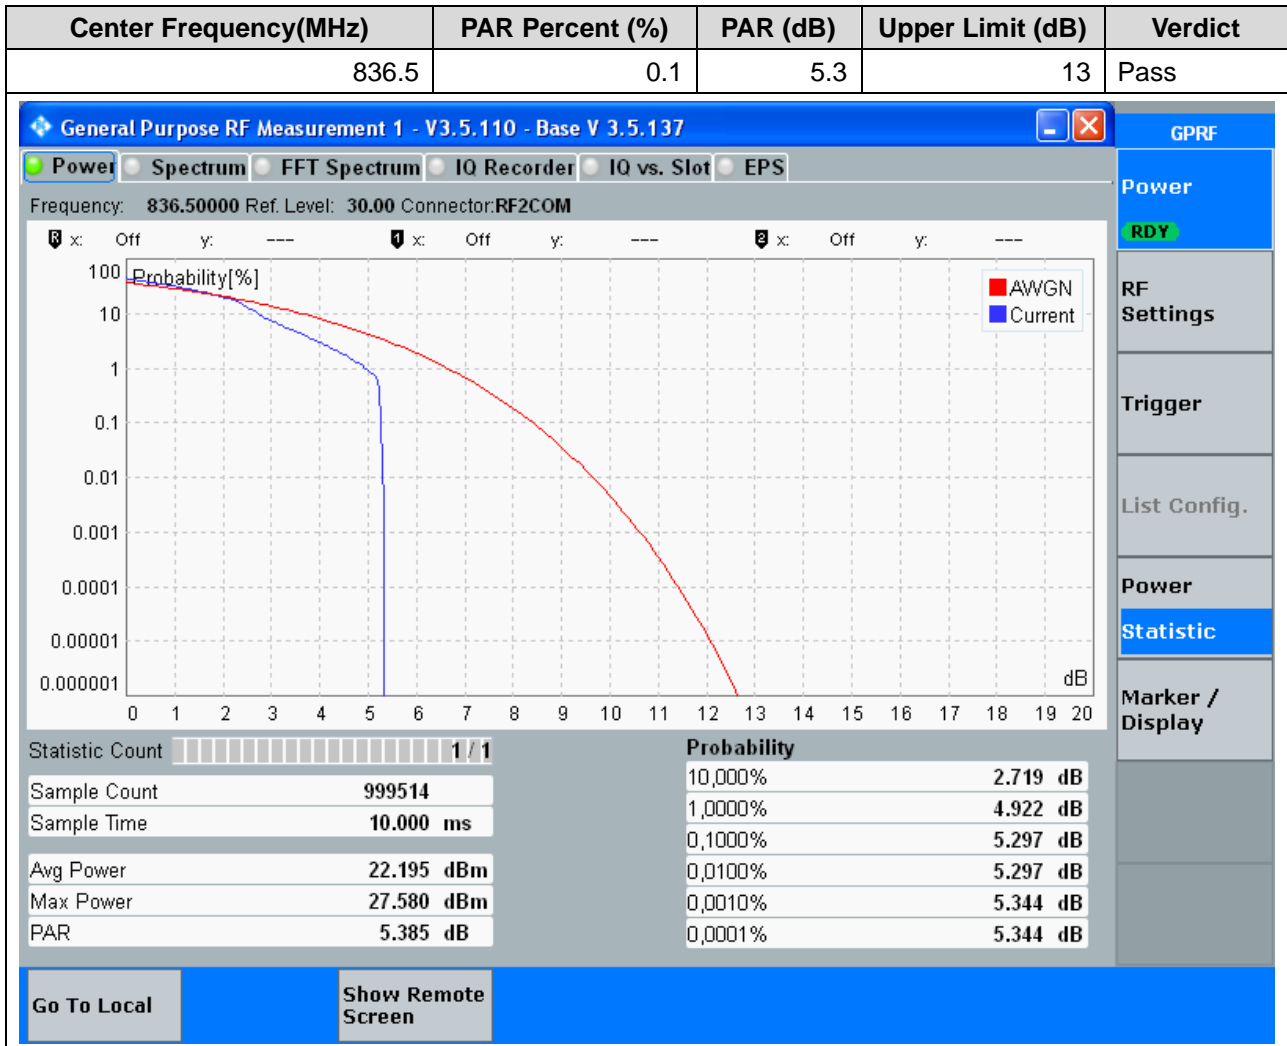 Center Frequency(MHz) PAR Percent (%) PAR (dB) Upper Limit (dB) Verdict
836.5 0.1 5.3 13 Pass
General Purpose RF Measurement 1 - V3.5.110 - Base V 3.5.137
GPRF
Power Spectrum FFT Spectrum IQ Recorder IQ vs. Slot EPS
Frequency: 836.50000 Ref. Level: 30.00 Connector:RF2COM
R x: Off y: --- 1 x: Off y: --- 2 x: Off y: ---
Probability[%]
AWGN
Current
100
10
1
0.1
0.01
0.001
0.0001
0.00001
0.000001
dB
0 1 2 3 4 5 6 7 8 9 10 11 12 13 14 15 16 17 18 19 20
Statistic Count 1 / 1
Sample Count 999514
Sample Time 10.000 ms
Avg Power 22.195 dBm
Max Power 27.580 dBm
PAR 5.385 dB
Probability
10,000% 2.719 dB
1,0000% 4.922 dB
0,1000% 5.297 dB
0,0100% 5.297 dB
0,0010% 5.344 dB
0,0001% 5.344 dB
Power
RDY
RF
Settings
Trigger
List Config.
Power
Statistic
Marker /
Display
Go To Local
Show Remote
Screen